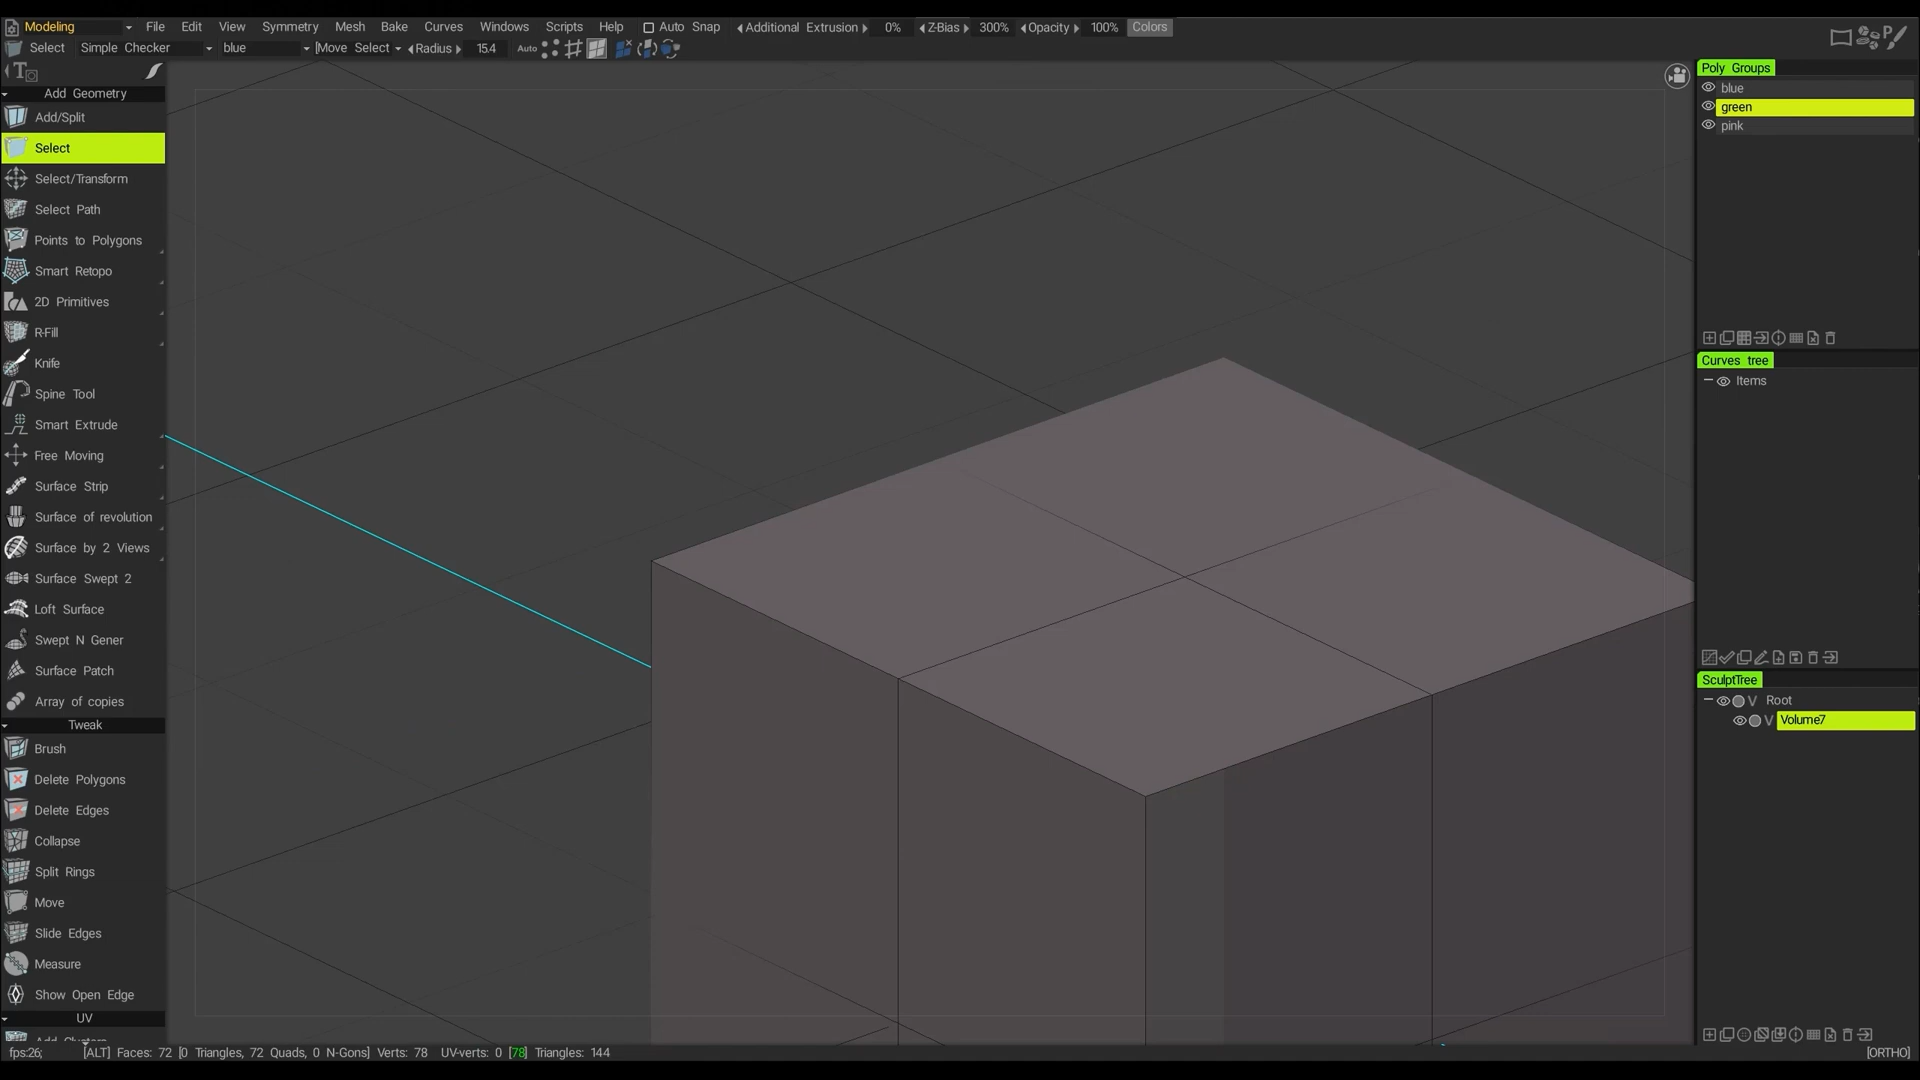 Modeling File Edit View Symmetry Mesh Bake Curves Windows Scripts Help Auto Snap Additional Extrusion 0% Z-Bias 300% Opacity 100% Colors
Select Simple Checker blue [Move Select Radius 15.4 Auto
Add Geometry
Add/Split
Select
Select/Transform
Select Path
Points to Polygons
Smart Retopo
2D Primitives
R-Fill
Knife
Spine Tool
Smart Extrude
Free Moving
Surface Strip
Surface of revolution
Surface by 2 Views
Surface Swept 2
Loft Surface
Swept N Gener
Surface Patch
Array of copies
Tweak
Brush
Delete Polygons
Delete Edges
Collapse
Split Rings
Move
Slide Edges
Measure
Show Open Edge
UV
Poly Groups
blue
green
pink
Curves tree
Items
SculptTree
V Root
V Volume7
fps:26; [ALT] Faces: 72 [0 Triangles, 72 Quads, 0 N-Gons] Verts: 78 UV-verts: 0 [78] Triangles: 144 [ORTHO]